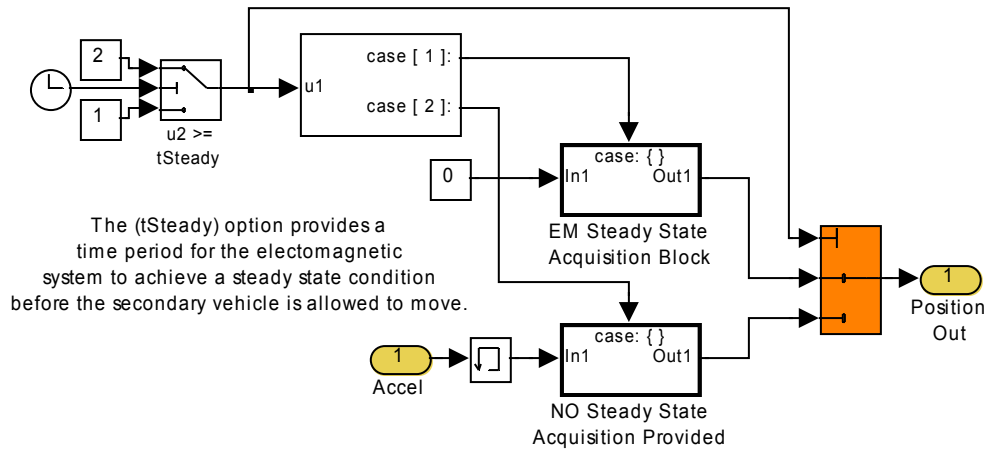 2
1
u2 >=
tSteady
u1
case [ 1 ]:
case [ 2 ]:
0
case: { }
In1
Out1
EM Steady State
Acquisition Block
The (tSteady) option provides a
time period for the electomagnetic
system to achieve a steady state condition
before the secondary vehicle is allowed to move.
1
Position
Out
1
Accel
case: { }
In1
Out1
NO Steady State
Acquisition Provided